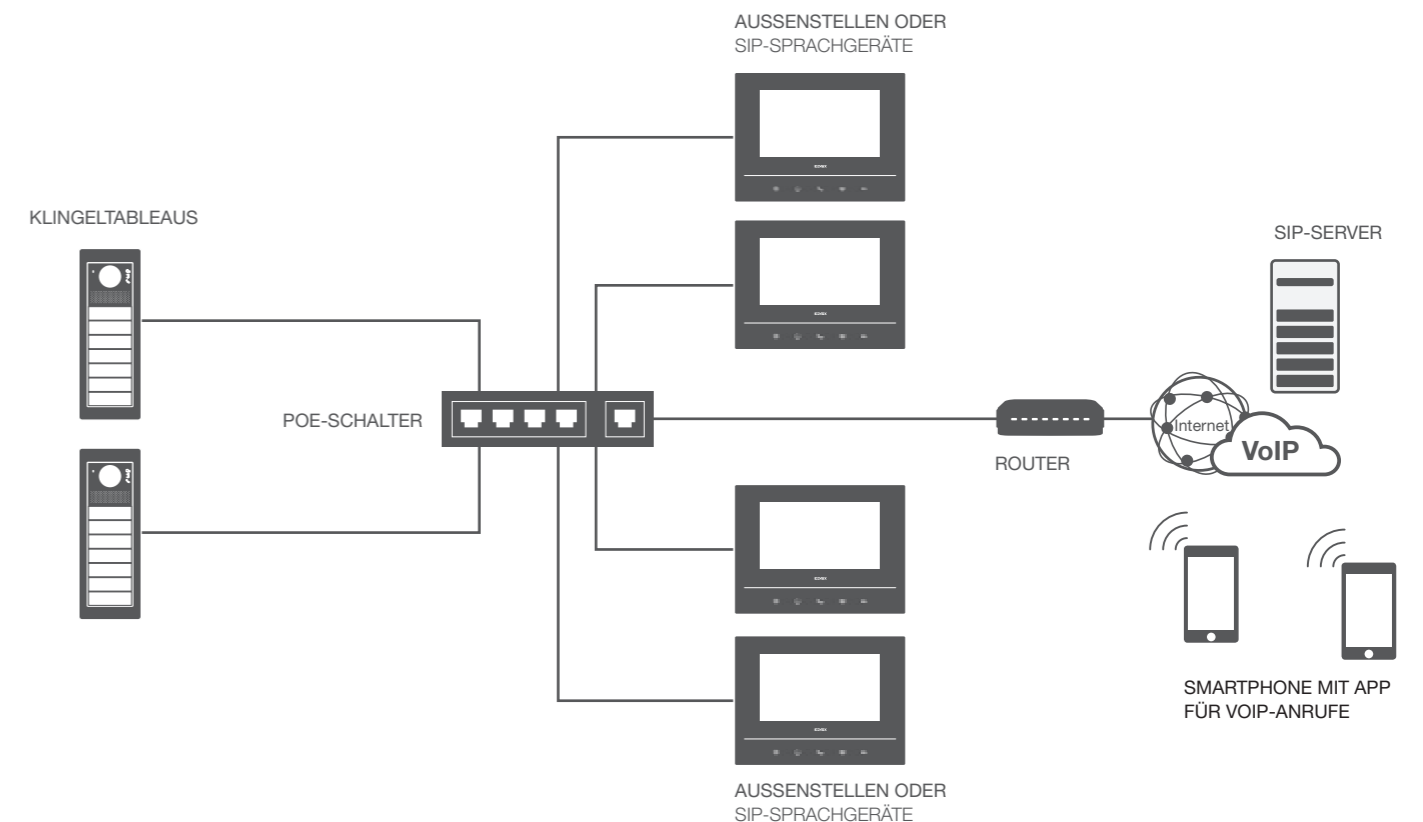 AUSSENSTELLEN ODER
SIP-SPRACHGERÄTE
KLINGELTABLEAUS
SIP-SERVER
POE-SCHALTER
ROUTER
Internet
VoIP
SMARTPHONE MIT APP
FÜR VOIP-ANRUFE
AUSSENSTELLEN ODER
SIP-SPRACHGERÄTE